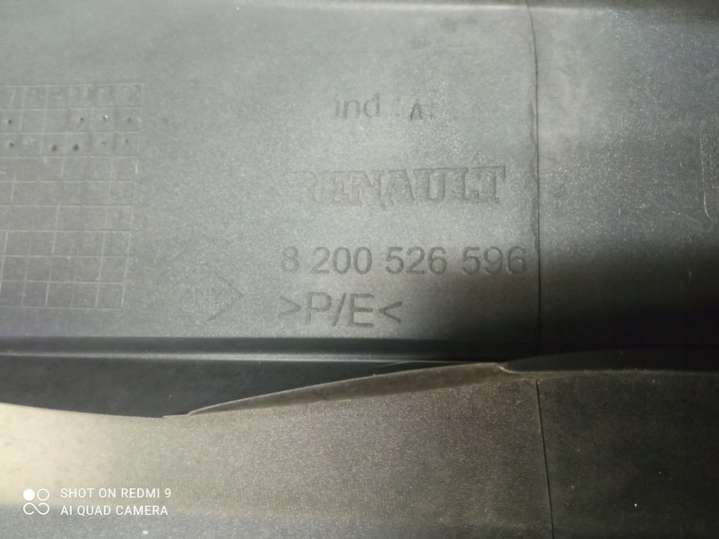 ind : A :
RENAULT
8 200 526 596
>P/E<
SHOT ON REDMI 9
AI QUAD CAMERA